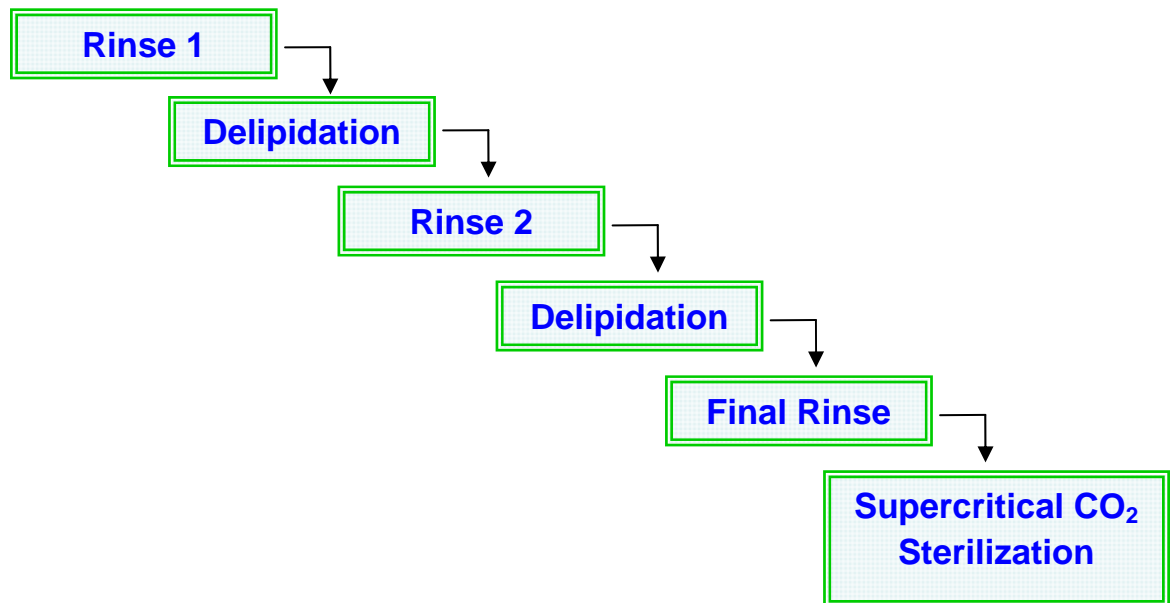 Rinse 1
Delipidation
Rinse 2
Delipidation
Final Rinse
Supercritical CO₂
Sterilization